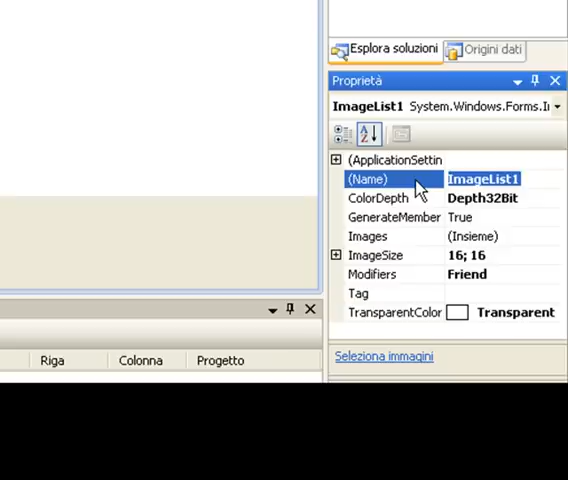 Esplora soluzioni Origini dati
Proprietà
ImageList1 System.Windows.Forms.
(ApplicationSettin
(Name) ImageList1
ColorDepth Depth32Bit
GenerateMember True
Images (Insieme)
ImageSize 16; 16
Modifiers Friend
Tag
TransparentColor Transparent
Seleziona immagini
Riga Colonna Progetto